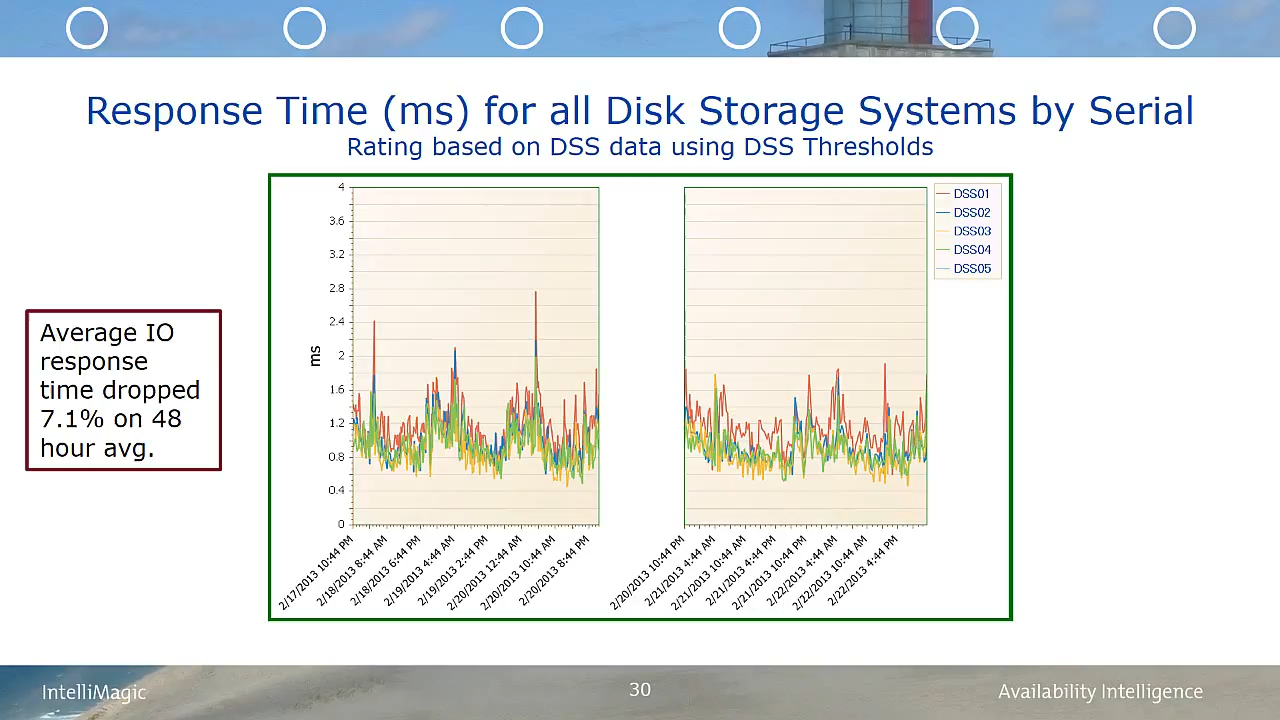 Response Time (ms) for all Disk Storage Systems by Serial
Rating based on DSS data using DSS Thresholds
Average IO
response
time dropped
7.1% on 48
hour avg.
ms
4
3.6
3.2
2.8
2.4
2
1.6
1.2
0.8
0.4
0
2/17/2013 10:44 PM
2/18/2013 8:44 AM
2/18/2013 6:44 PM
2/19/2013 4:44 AM
2/19/2013 2:44 PM
2/20/2013 12:44 AM
2/20/2013 10:44 AM
2/20/2013 8:44 PM
2/20/2013 10:44 PM
2/21/2013 4:44 AM
2/21/2013 10:44 AM
2/21/2013 4:44 PM
2/21/2013 10:44 PM
2/22/2013 4:44 AM
2/22/2013 10:44 AM
2/22/2013 4:44 PM
DSS01
DSS02
DSS03
DSS04
DSS05
IntelliMagic
30
Availability Intelligence